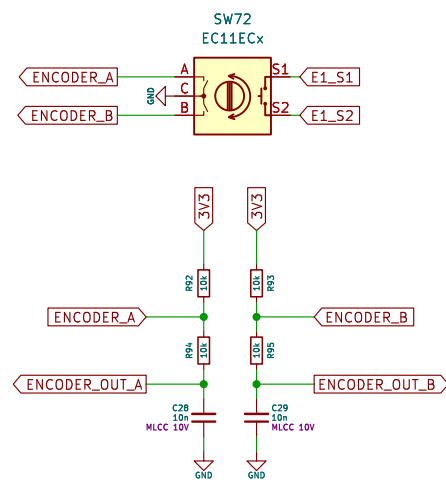 SW72
EC11ECx
ENCODER_A A S1 E1_S1
GND C
ENCODER_B B S2 E1_S2
3V3 3V3
R92 10k 10k R93
ENCODER_A ENCODER_B
R94 10k 10k R95
ENCODER_OUT_A ENCODER_OUT_B
C28 C29
10n 10n
MLCC 10V MLCC 10V
GND GND